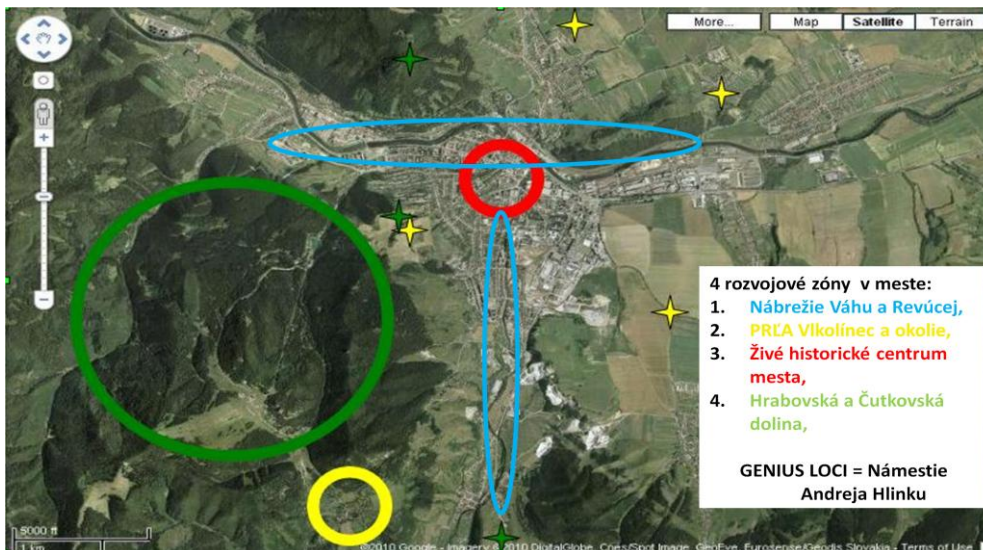 More... Map Satellite Terrain
4 rozvojové zóny v meste:
1. Nábrežie Váhu a Revúcej,
2. PRĽA Vlkolínec a okolie,
3. Živé historické centrum
mesta,
4. Hrabovská a Čutkovská
dolina,
GENIUS LOCI = Námestie
Andreja Hlinku
5000 ft
1 km
©2010 Google - Imagery ©2010 DigitalGlobe, Cnes/Spot Image, GeoEye, Eurosense/Geodis Slovakia - Terms of Use